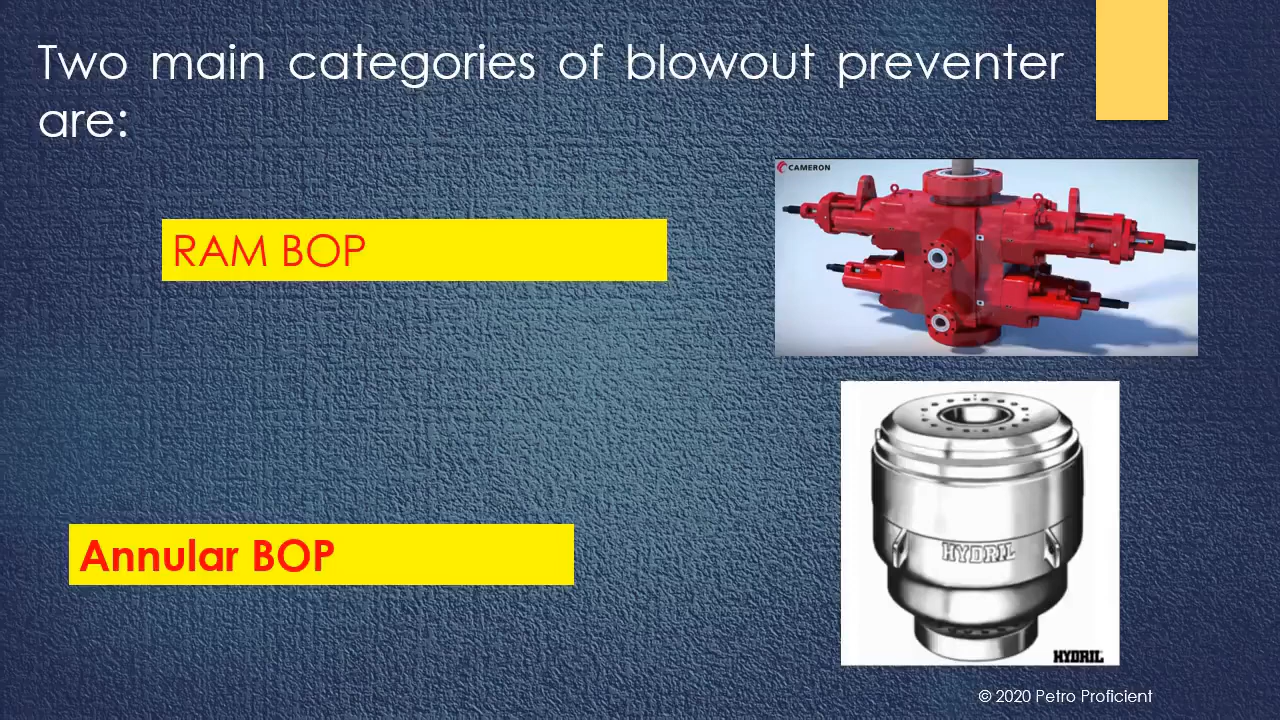 Two main categories of blowout preventer
are:
CAMERON
RAM BOP
Annular BOP
HYDRIL
HYDRIL
© 2020 Petro Proficient